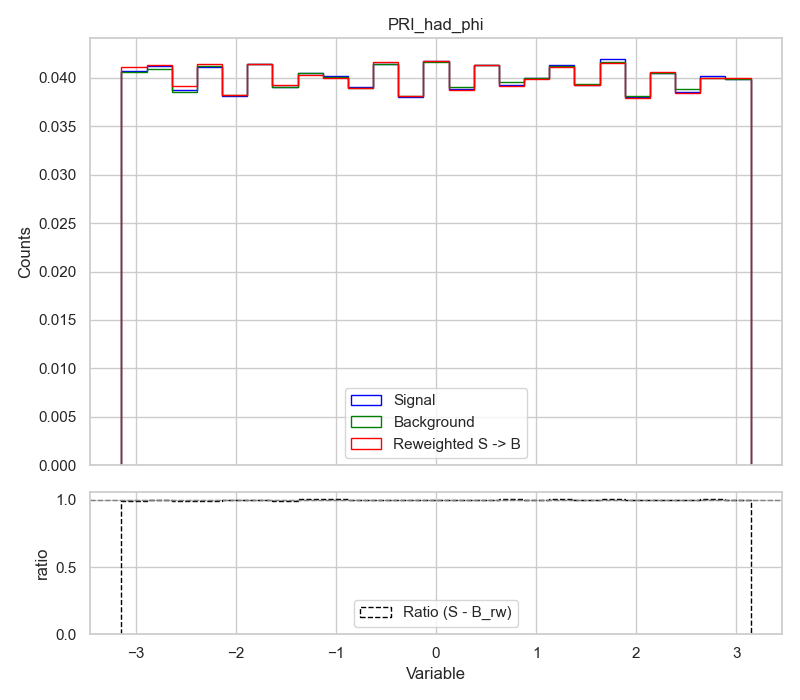 PRI_had_phi
Counts
0.040
0.035
0.030
0.025
0.020
0.015
0.010
0.005
0.000
Signal
Background
Reweighted S -> B
ratio
1.0
0.5
0.0
Ratio (S - B_rw)
−3 −2 −1 0 1 2 3
Variable